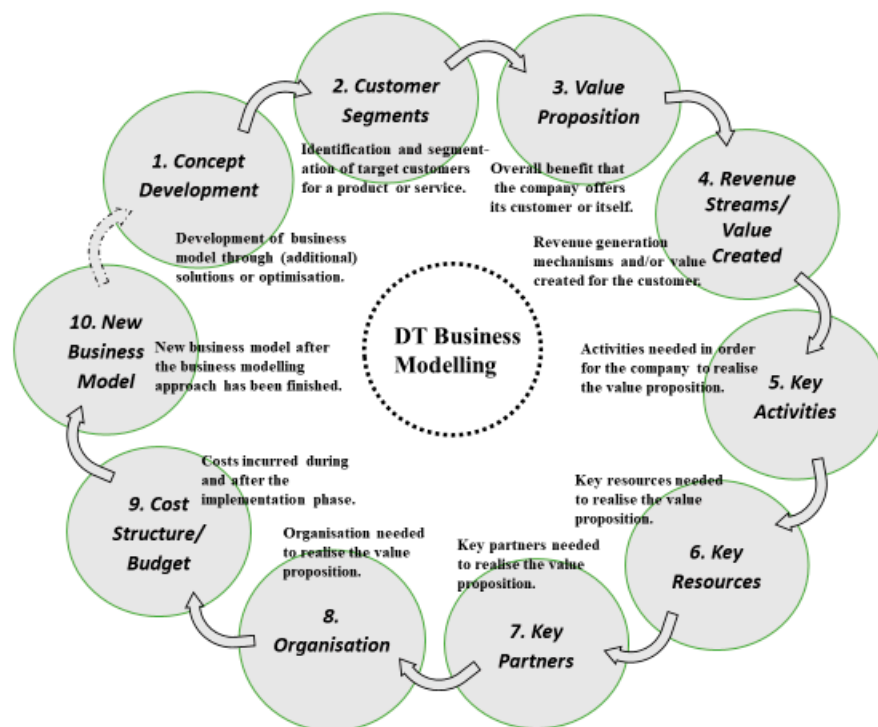 1. Concept
Development
Development of business
model through (additional)
solutions or optimisation.
2. Customer
Segments
Identification and segment-
ation of target customers
for a product or service.
3. Value
Proposition
Overall benefit that
the company offers
its customer or itself.
4. Revenue
Streams/
Value
Created
Revenue generation
mechanisms and/or value
created for the customer.
5. Key
Activities
Activities needed in order
for the company to realise
the value proposition.
6. Key
Resources
Key resources needed
to realise the value
proposition.
7. Key
Partners
Key partners needed
to realise the value
proposition.
8.
Organisation
Organisation needed
to realise the value
proposition.
9. Cost
Structure/
Budget
Costs incurred during
and after the
implementation phase.
10. New
Business
Model
New business model after
the business modelling
approach has been finished.
DT Business
Modelling